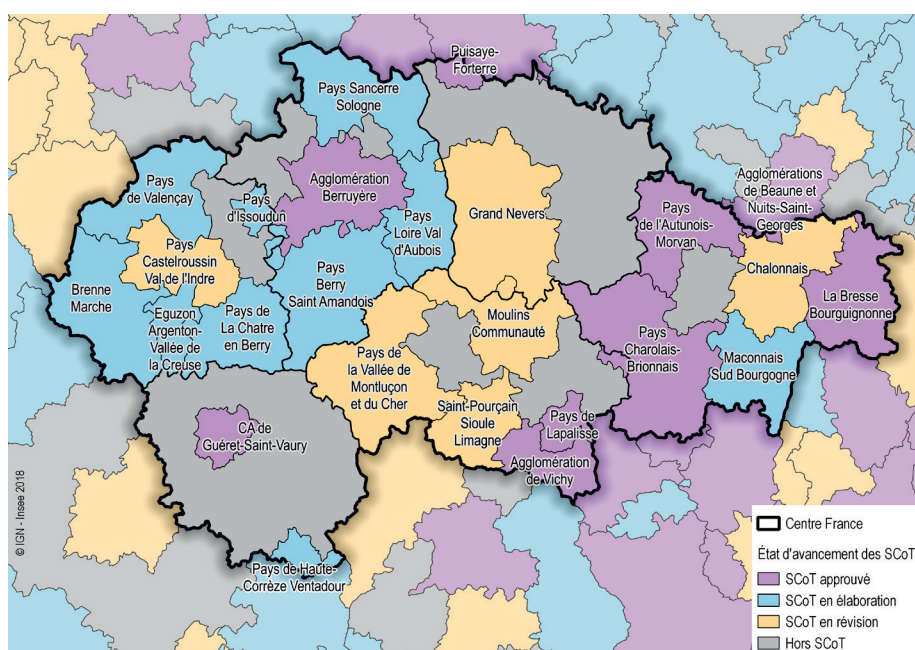 Puisaye-
Forterre
Pays Sancerre
Sologne
Agglomérations
de Beaune et
Nuits-Saint-
Georges
Pays
de Valençay
Pays
d'Issoudun
Agglomération
Berruyère
Pays
Loire Val
d'Aubois
Grand Nevers
Pays
de l'Autunois-
Morvan
Pays
Castelroussin
Val de l'Indre
Chalonnais
Brenne
Marche
Pays
Berry
Saint Amandois
La Bresse
Bourguignonne
Eguzon
Argenton-
Vallée de
la Creuse
Pays de
La Chatre
en Berry
Moulins
Communauté
Pays
Charolais-
Brionnais
Maconnais
Sud Bourgogne
Pays de
la Vallée de
Montluçon
et du Cher
Saint-Pourçain
Sioule
Limagne
Pays de
Lapalisse
CA de
Guéret-Saint-Vaury
Agglomération
de Vichy
Pays de Haute-
Corrèze Ventadour
© IGN - Insee 2018
Centre France
État d'avancement des SCoT
SCoT approuvé
SCoT en élaboration
SCoT en révision
Hors SCoT